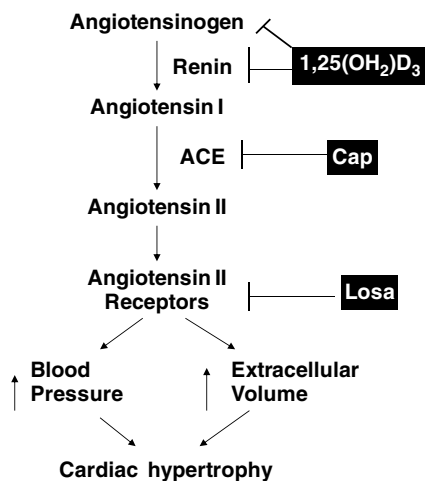 Angiotensinogen
Renin
1,25(OH₂)D₃
Angiotensin I
ACE
Cap
Angiotensin II
Angiotensin II
Receptors
Losa
Blood
Pressure
Extracellular
Volume
Cardiac hypertrophy